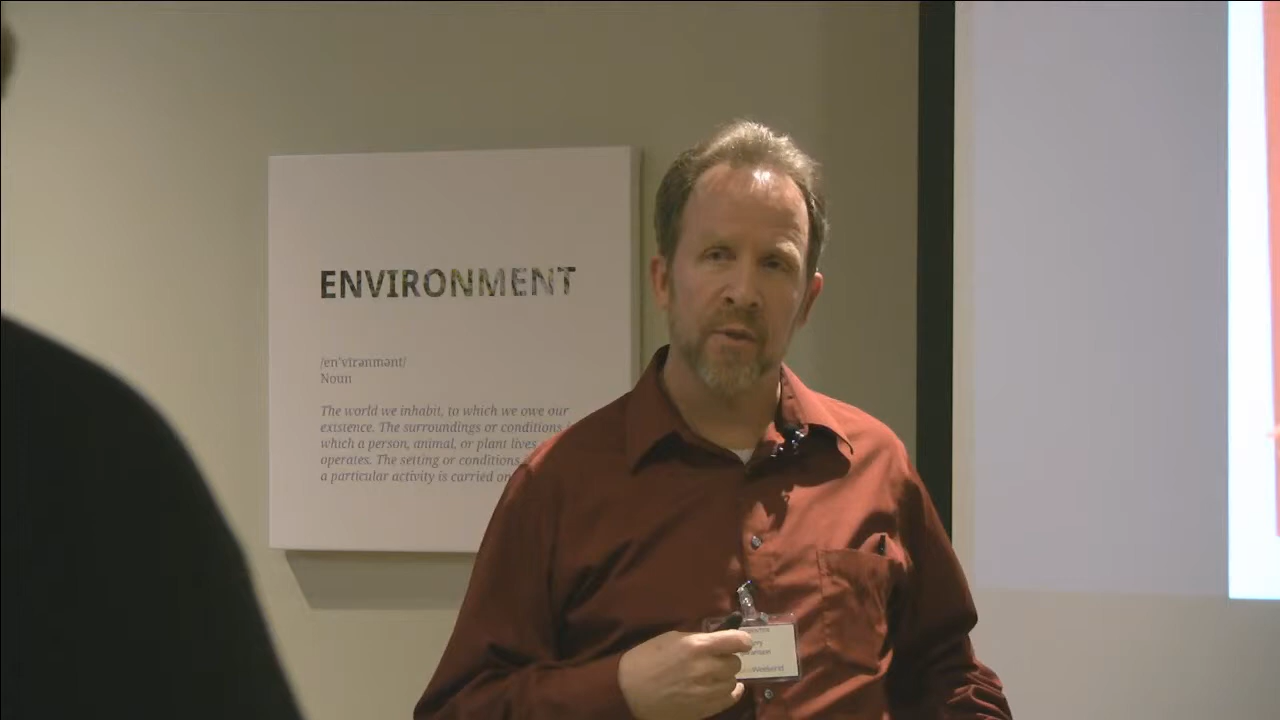 ENVIRONMENT
/en'vīrənmənt/
Noun
The world we inhabit, to which we owe our
existence. The surroundings or conditions
which a person, animal, or plant lives
operates. The setting or conditions
a particular activity is carried on